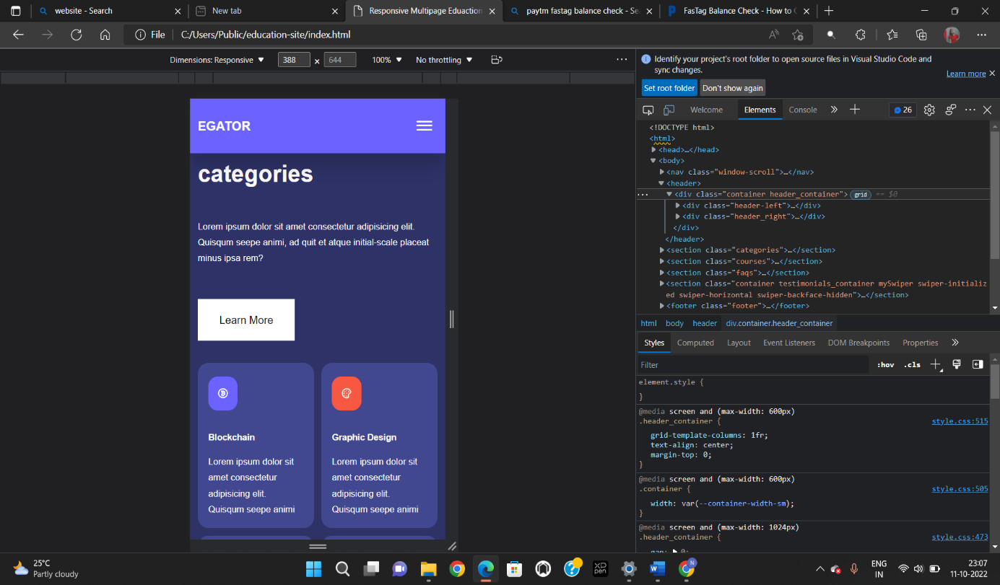 website - Search
New tab
Responsive Multipage Eduaction
paytm fastag balance check - Se
FasTag Balance Check - How to C
File
C:/Users/Public/education-site/index.html
Dimensions: Responsive
388 x 644
100%
No throttling
Identify your project's root folder to open source files in Visual Studio Code and
sync changes.
Learn more
Set root folder
Don't show again
Welcome
Elements
Console
26
<!DOCTYPE html>
<html>
<head>…</head>
<body>
<nav class="window-scroll">…</nav>
<header>
<div class="container header_container"> grid == $0
<div class="header-left">…</div>
<div class="header_right">…</div>
</div>
</header>
<section class="categories">…</section>
<section class="courses">…</section>
<section class="faqs">…</section>
<section class="container testimonials_container mySwiper swiper-initializ
ed swiper-horizontal swiper-backface-hidden">…</section>
<footer class="footer">…</footer>
html body header div.container.header_container
Styles Computed Layout Event Listeners DOM Breakpoints Properties
Filter
:hov .cls
element.style {
}
@media screen and (max-width: 600px)
.header_container {
style.css:515
grid-template-columns: 1fr;
text-align: center;
margin-top: 0;
}
@media screen and (max-width: 600px)
.container {
style.css:505
width: var(--container-width-sm);
}
@media screen and (max-width: 1024px)
.header_container {
style.css:473
gap: 0;
EGATOR
categories
Lorem ipsum dolor sit amet consectetur adipisicing elit.
Quisqum seepe animi, ad quit et atque initial-scale placeat
minus ipsa rem?
Learn More
Blockchain
Lorem ipsum dolor sit
amet consectetur
adipisicing elit.
Quisqum seepe animi
Graphic Design
Lorem ipsum dolor sit
amet consectetur
adipisicing elit.
Quisqum seepe animi
25°C
Partly cloudy
XP
pen
W
N
ENG
IN
23:07
11-10-2022